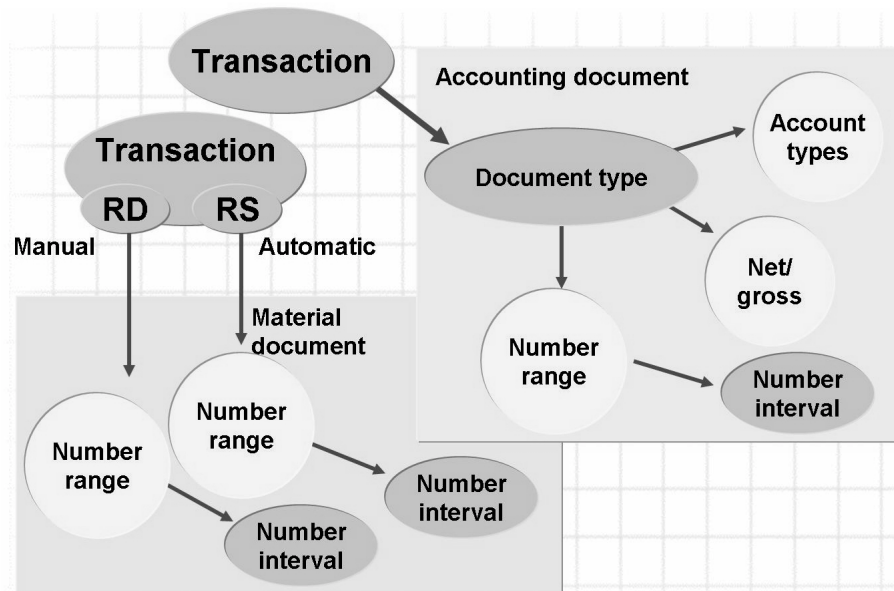 Transaction
Accounting document
Account
types
Transaction
Document type
RD
RS
Manual
Automatic
Net/
gross
Material
document
Number
range
Number
interval
Number
range
Number
range
Number
interval
Number
interval